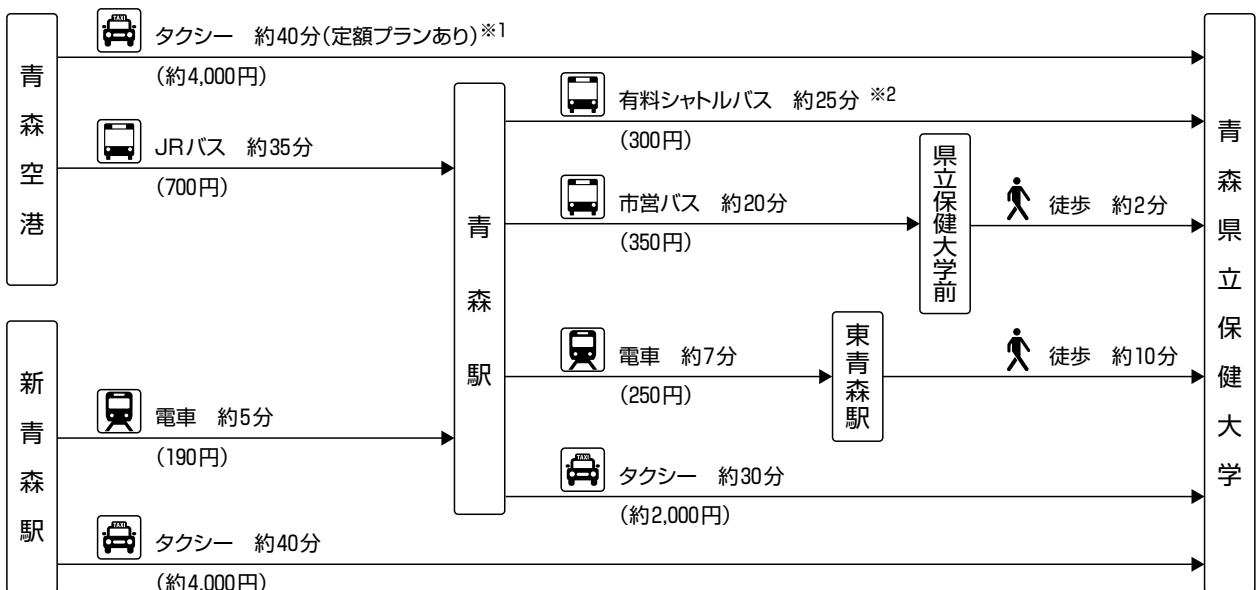 青森空港
タクシー　約40分(定額プランあり)※1
(約4,000円)
JRバス　約35分
(700円)
新青森駅
電車　約5分
(190円)
タクシー　約40分
(約4,000円)
青森駅
有料シャトルバス　約25分 ※2
(300円)
市営バス　約20分
(350円)
県立保健大学前
徒歩　約2分
電車　約7分
(250円)
東青森駅
徒歩　約10分
タクシー　約30分
(約2,000円)
青森県立保健大学
TAXI
TAXI
TAXI